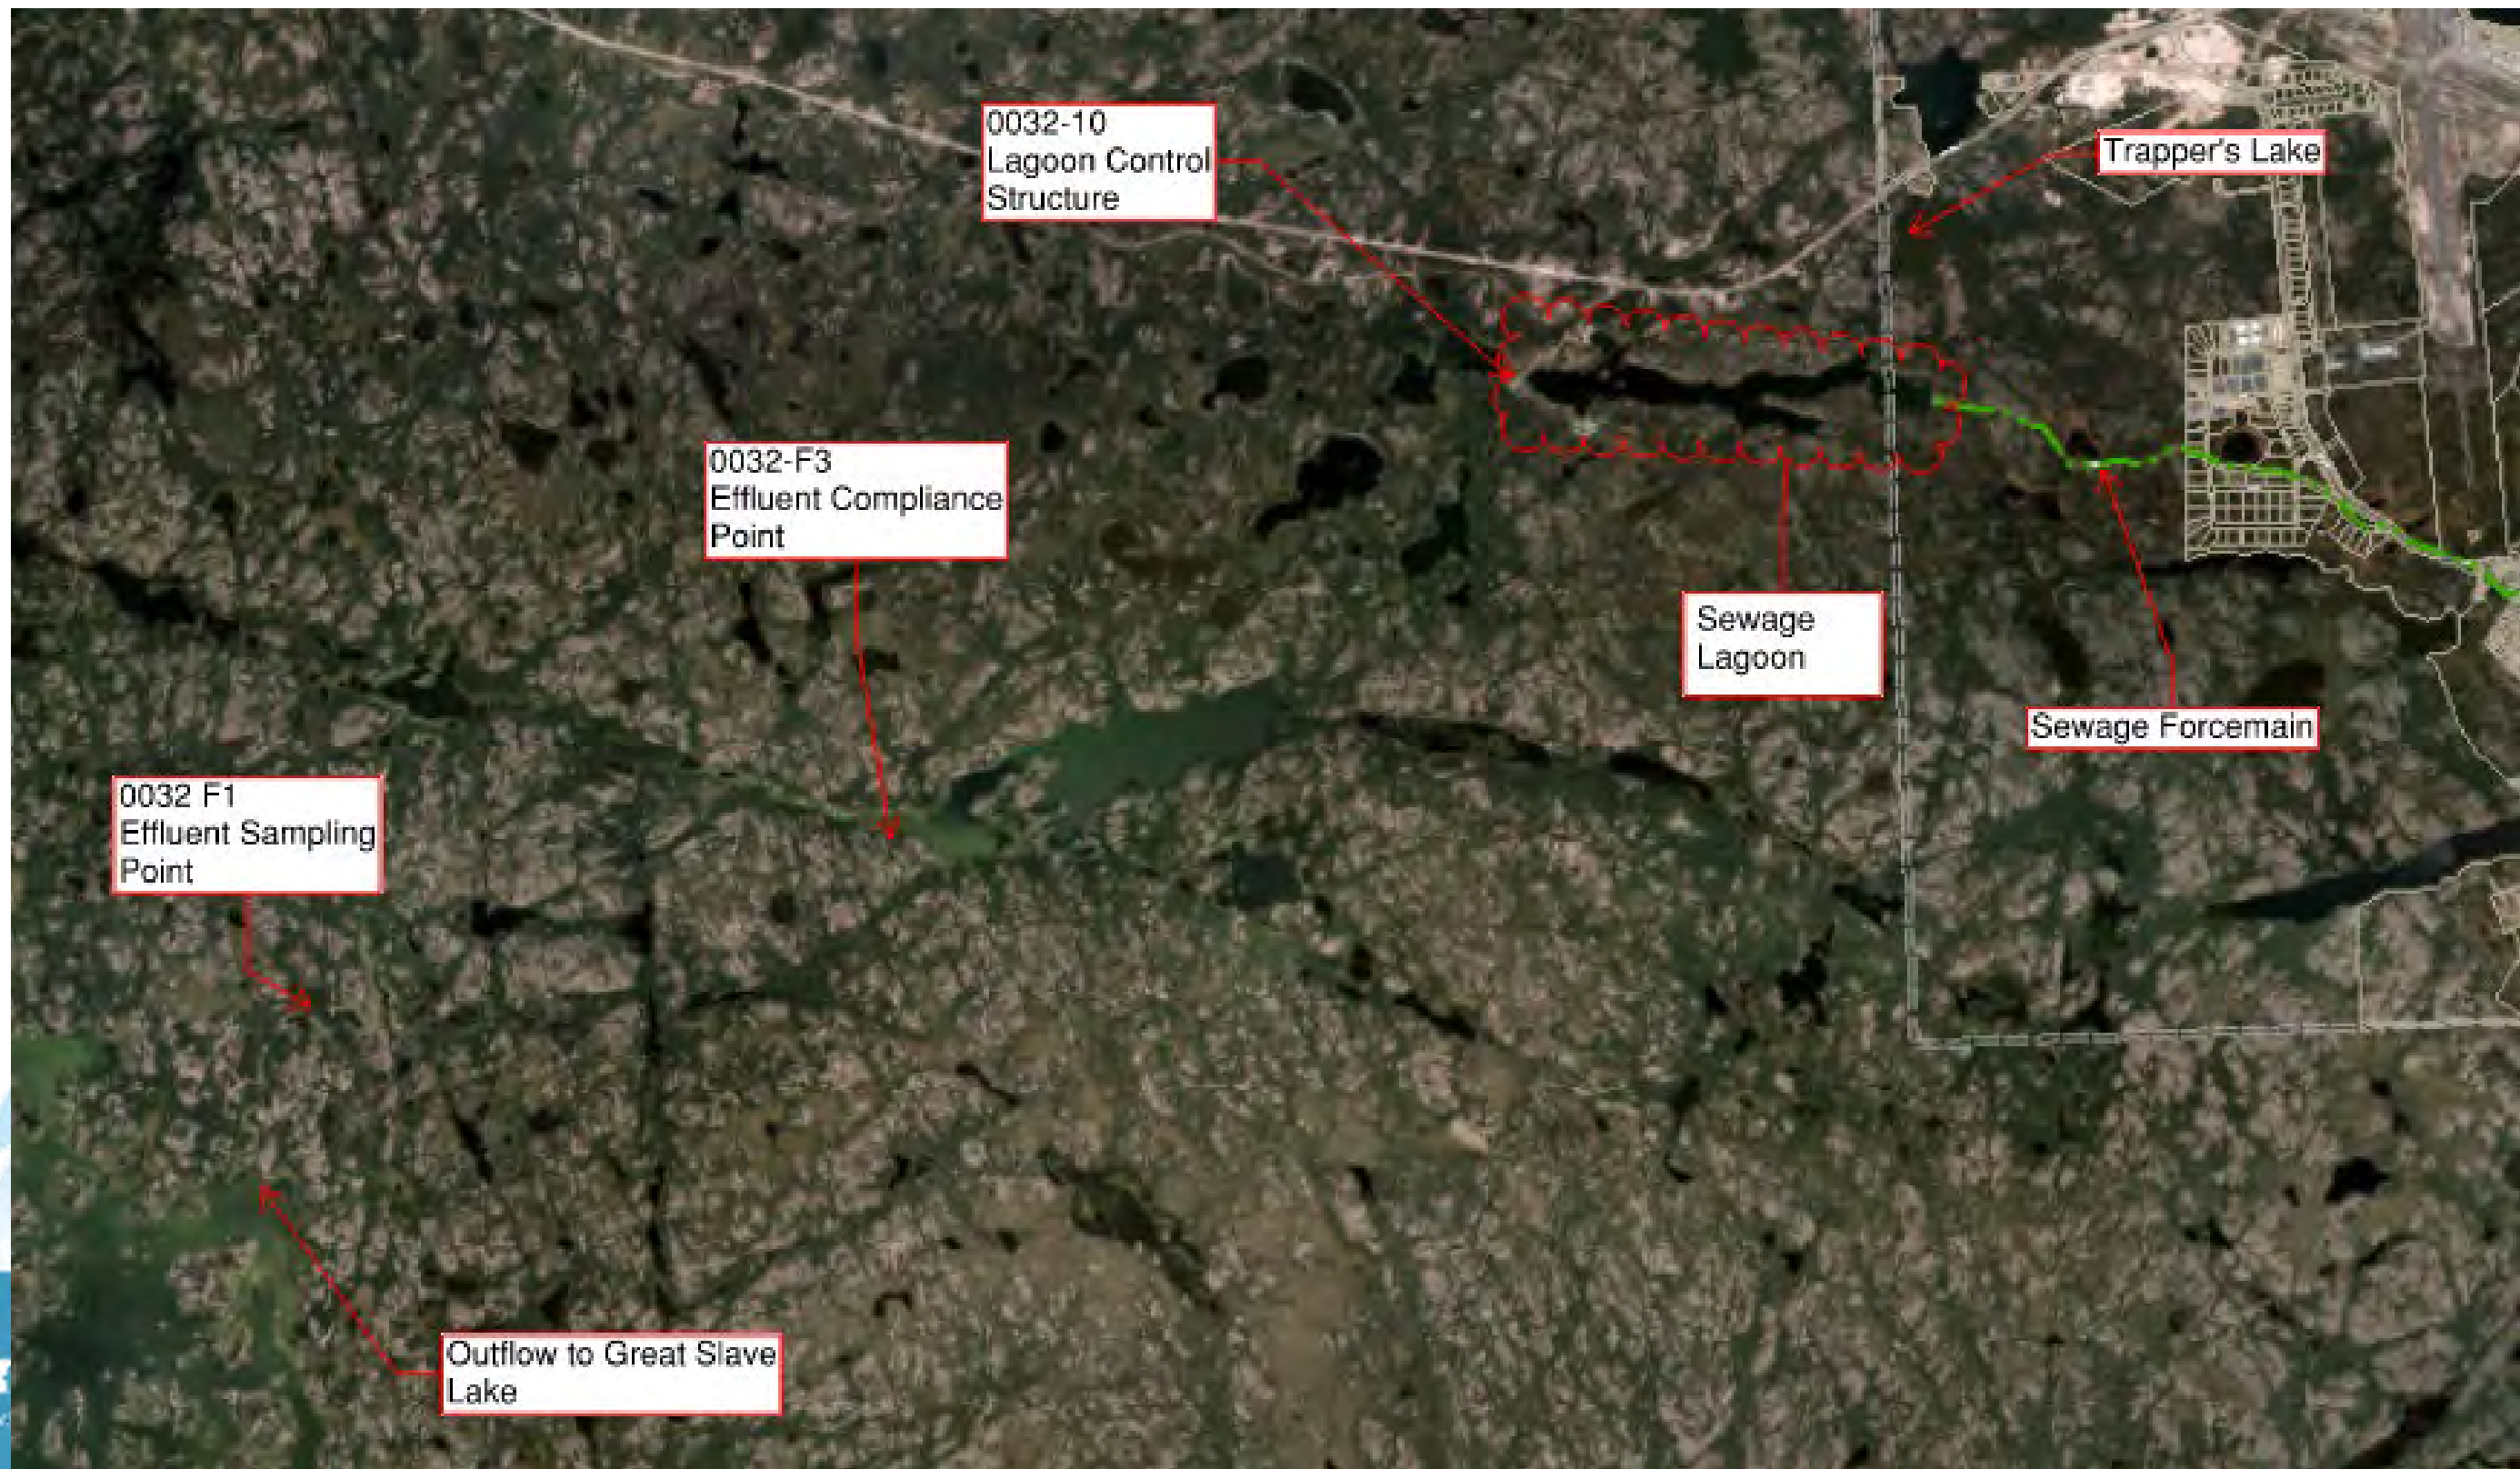 0032-10
Lagoon Control
Structure
Trapper's Lake
0032-F3
Effluent Compliance
Point
Sewage
Lagoon
Sewage Forcemain
0032 F1
Effluent Sampling
Point
Outflow to Great Slave
Lake